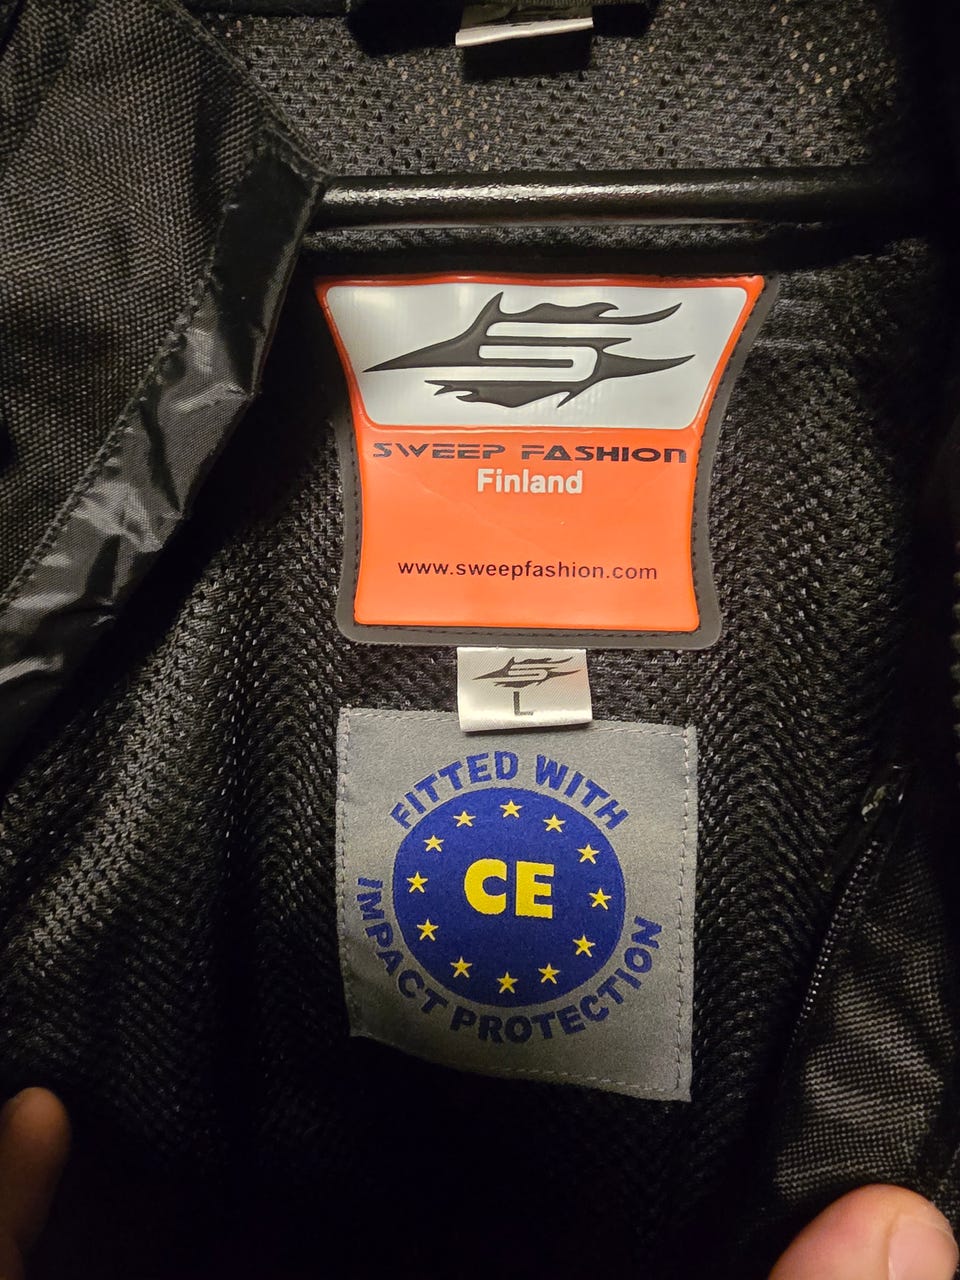 SWEEP FASHION
Finland
www.sweepfashion.com
L
FITTED WITH
CE
IMPACT PROTECTION